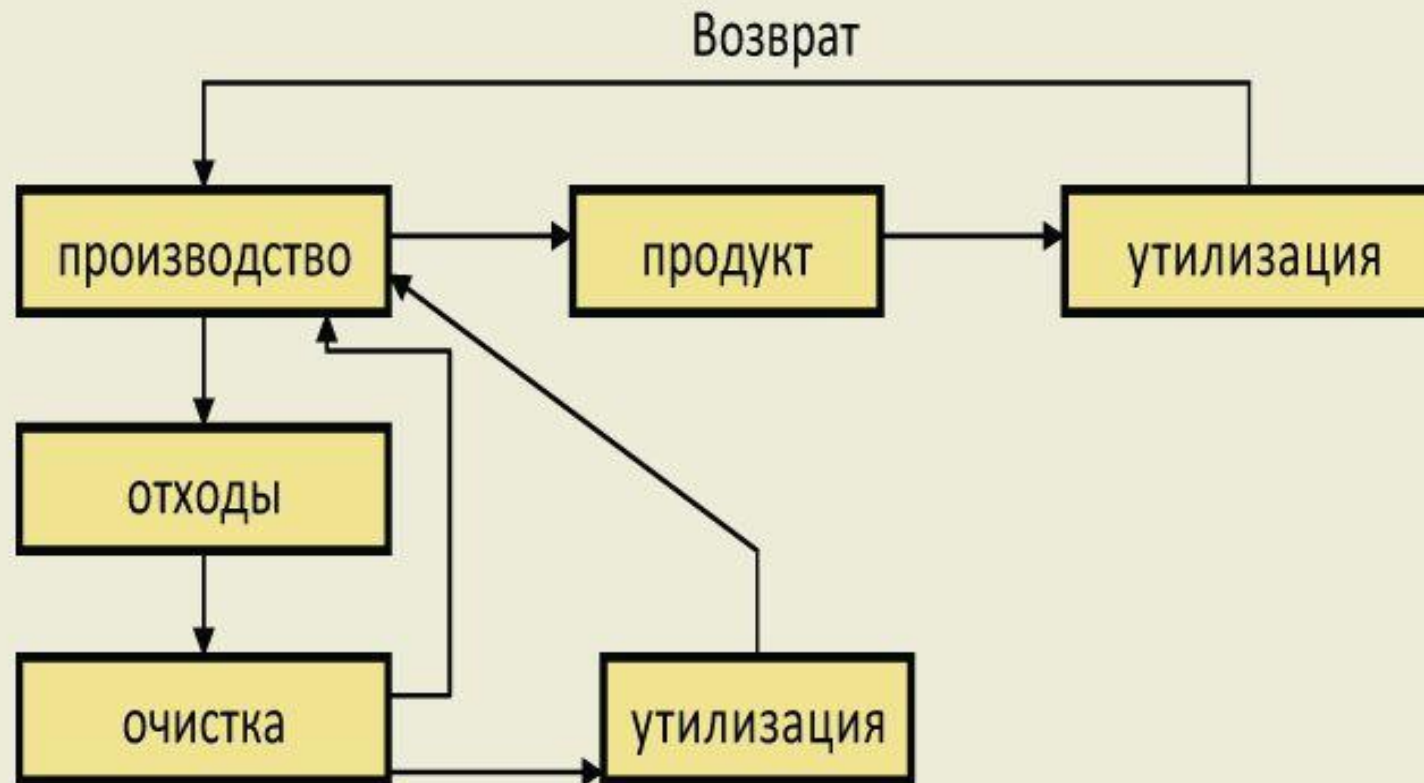 Возврат
производство
продукт
утилизация
отходы
очистка
утилизация